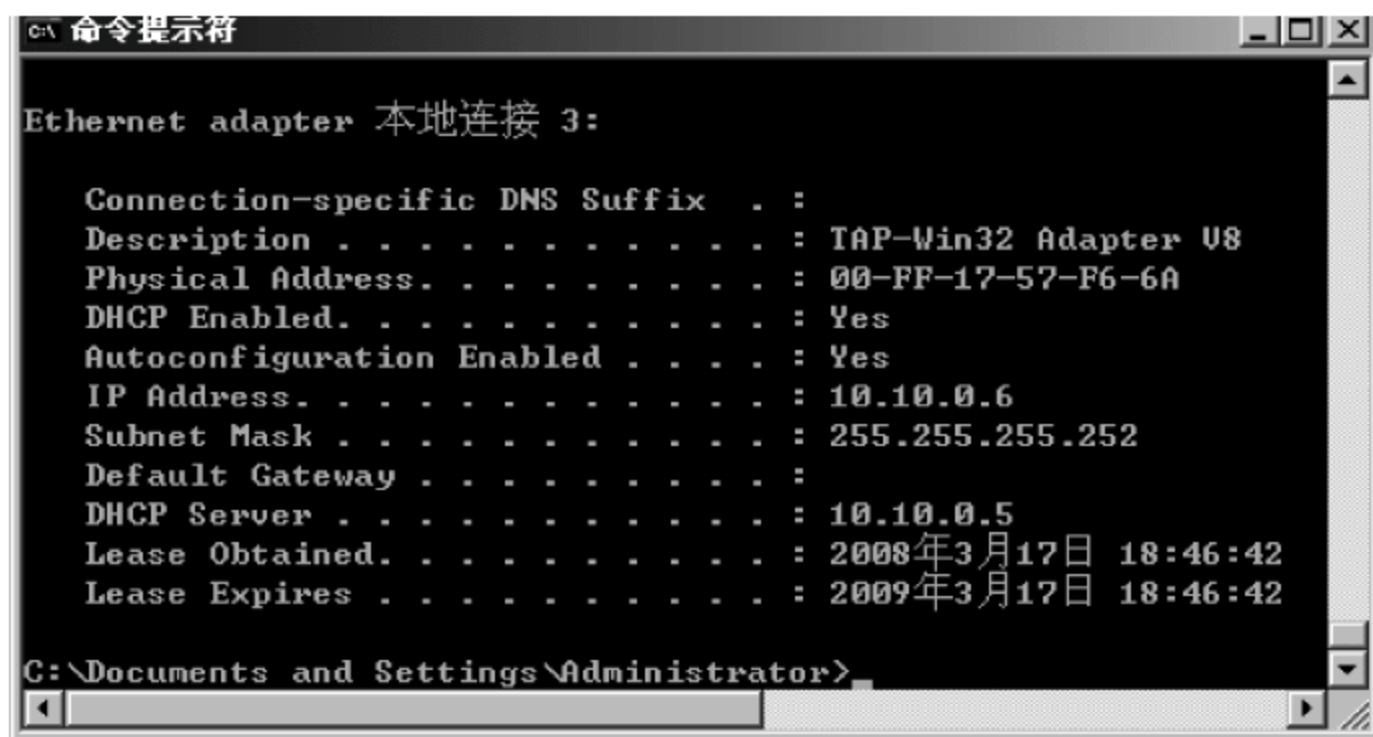 命令提示符
Ethernet adapter 本地连接 3:
Connection-specific DNS Suffix . :
Description . . . . . . . . . . . : TAP-Win32 Adapter V8
Physical Address. . . . . . . . . : 00-FF-17-57-F6-6A
DHCP Enabled. . . . . . . . . . . : Yes
Autoconfiguration Enabled . . . . : Yes
IP Address. . . . . . . . . . . . : 10.10.0.6
Subnet Mask . . . . . . . . . . . : 255.255.255.252
Default Gateway . . . . . . . . . :
DHCP Server . . . . . . . . . . . : 10.10.0.5
Lease Obtained. . . . . . . . . . : 2008年3月17日 18:46:42
Lease Expires . . . . . . . . . . : 2009年3月17日 18:46:42
C:\Documents and Settings\Administrator>_